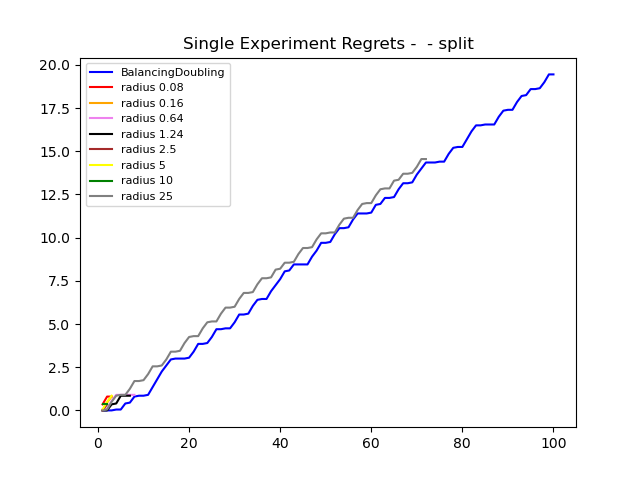 Single Experiment Regrets -  - split
20.0
17.5
15.0
12.5
10.0
7.5
5.0
2.5
0.0
BalancingDoubling
radius 0.08
radius 0.16
radius 0.64
radius 1.24
radius 2.5
radius 5
radius 10
radius 25
0 20 40 60 80 100